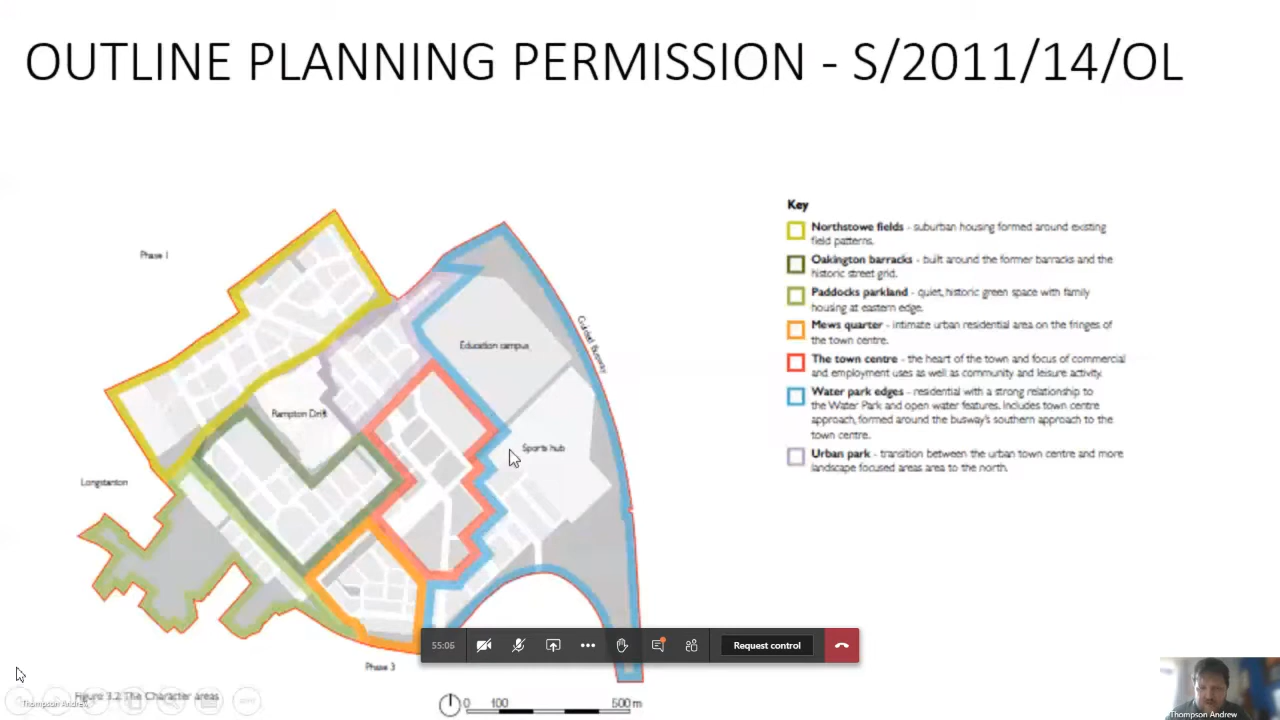 OUTLINE PLANNING PERMISSION - S/2011/14/OL
Phase 1
Guided Busway
Education campus
Rampton Drift
Sports hub
Longstanton
Phase 3
Key
Northstowe fields - suburban housing formed around existing
field patterns.
Oakington barracks - built around the former barracks and the
historic street grid.
Paddocks parkland - quiet, historic green space with family
housing at eastern edge.
Mews quarter - intimate urban residential area on the fringes of
the town centre.
The town centre - the heart of the town and focus of commercial
and employment uses as well as community and leisure activity.
Water park edges - residential with a strong relationship to
the Water Park and open water features. Includes town centre
approach, formed around the busway's southern approach to the
town centre.
Urban park - transition between the urban town centre and more
landscape focused areas area to the north.
55:05
Request control
Figure 3.2 The Character areas
Thompson Andrew
0 100 500 m
Thompson Andrew